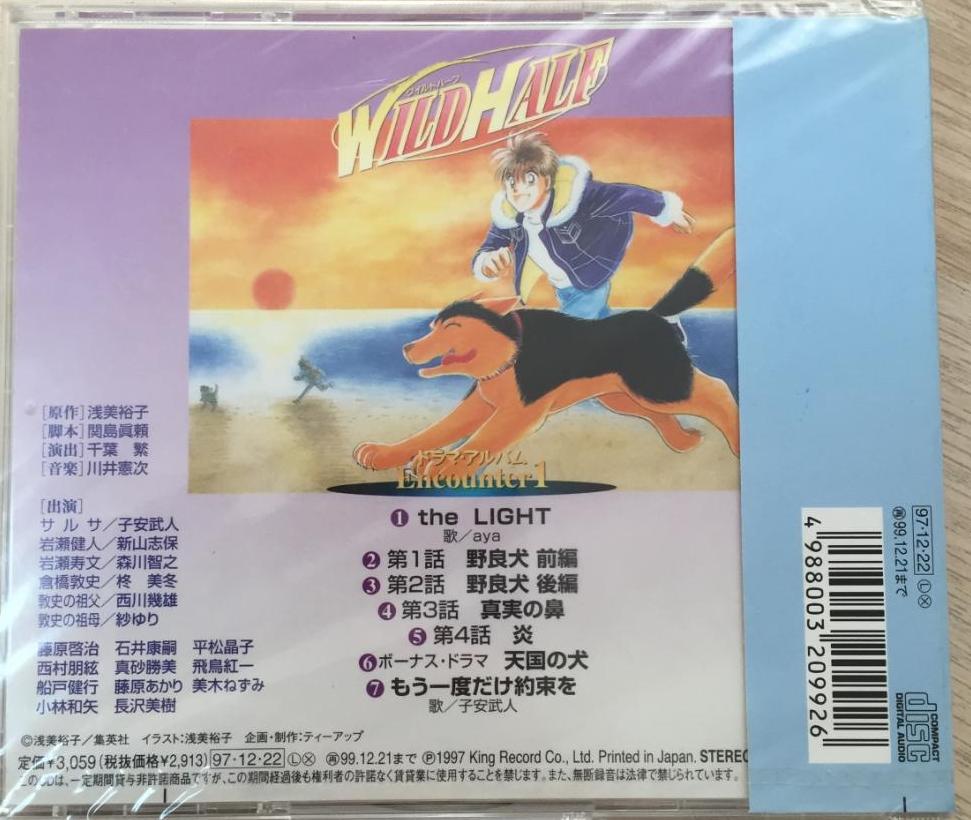 ワイルドハーフ
WILD HALF
ドラマ・アルバム
Encounter1
[原作]浅美裕子
[脚本]関島眞頼
[演出]千葉 繁
[音楽]川井憲次
[出演]
サ ル サ／子安武人
岩瀬健人／新山志保
岩瀬寿文／森川智之
倉橋敦史／柊 美冬
敦史の祖父／西川幾雄
敦史の祖母／紗ゆり
藤原啓治 石井康嗣 平松晶子
西村朋紘 真砂勝美 飛鳥紅一
船戸健行 藤原あかり 美木ねずみ
小林和矢 長沢美樹
❶ the LIGHT
歌／aya
❷ 第1話 野良犬 前編
❸ 第2話 野良犬 後編
❹ 第3話 真実の鼻
❺ 第4話 炎
❻ボーナス・ドラマ 天国の犬
❼ もう一度だけ約束を
歌／子安武人
©浅美裕子／集英社 イラスト:浅美裕子 企画・制作:ティーアップ
定価¥3,059(税抜価格¥2,913) 97・12・22 Ⓛ Ⓧ ㊢99.12.21まで Ⓟ1997 King Record Co., Ltd. Printed in Japan. STEREO
このCDは、一定期間貸与非許諾商品ですが、この期間経過後も権利者の許諾なく賃貸業に使用することを禁じます。また、無断録音は法律で禁じられています。
97・12・22 Ⓛ Ⓧ
㊢99.12.21まで
4 988003 209926
COMPACT
disc
DIGITAL AUDIO